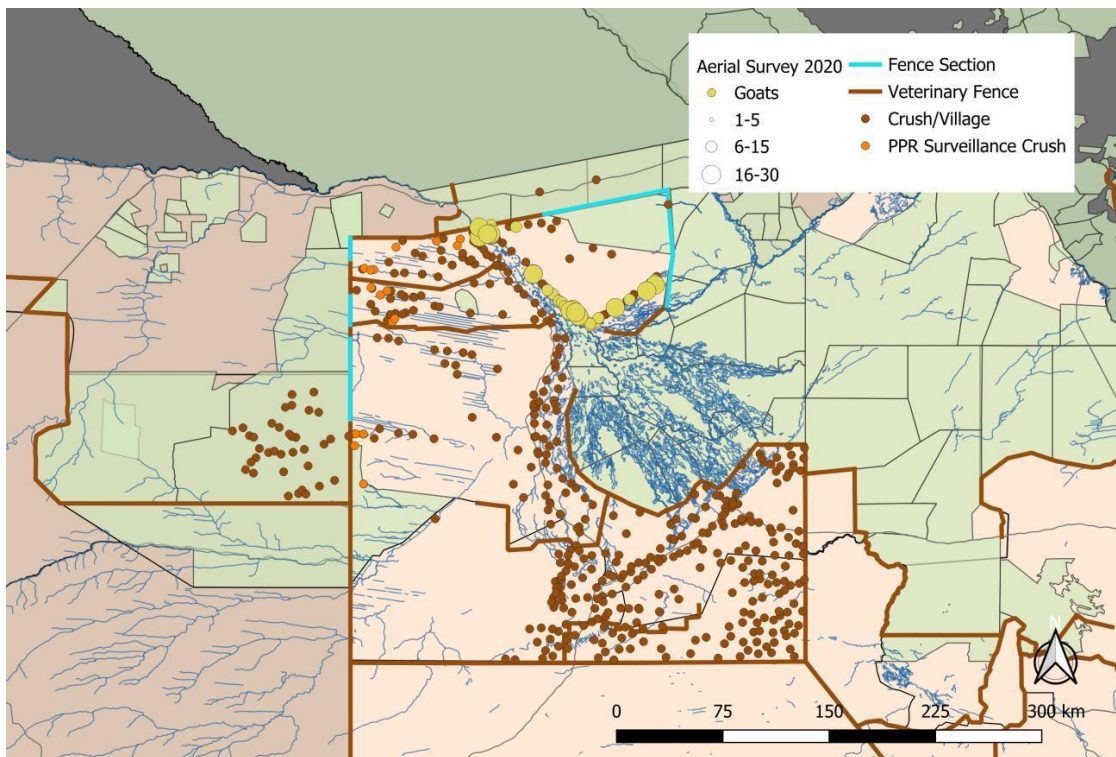 Aerial Survey 2020
Goats
1-5
6-15
16-30
Fence Section
Veterinary Fence
Crush/Village
PPR Surveillance Crush
N
0 75 150 225 300 km